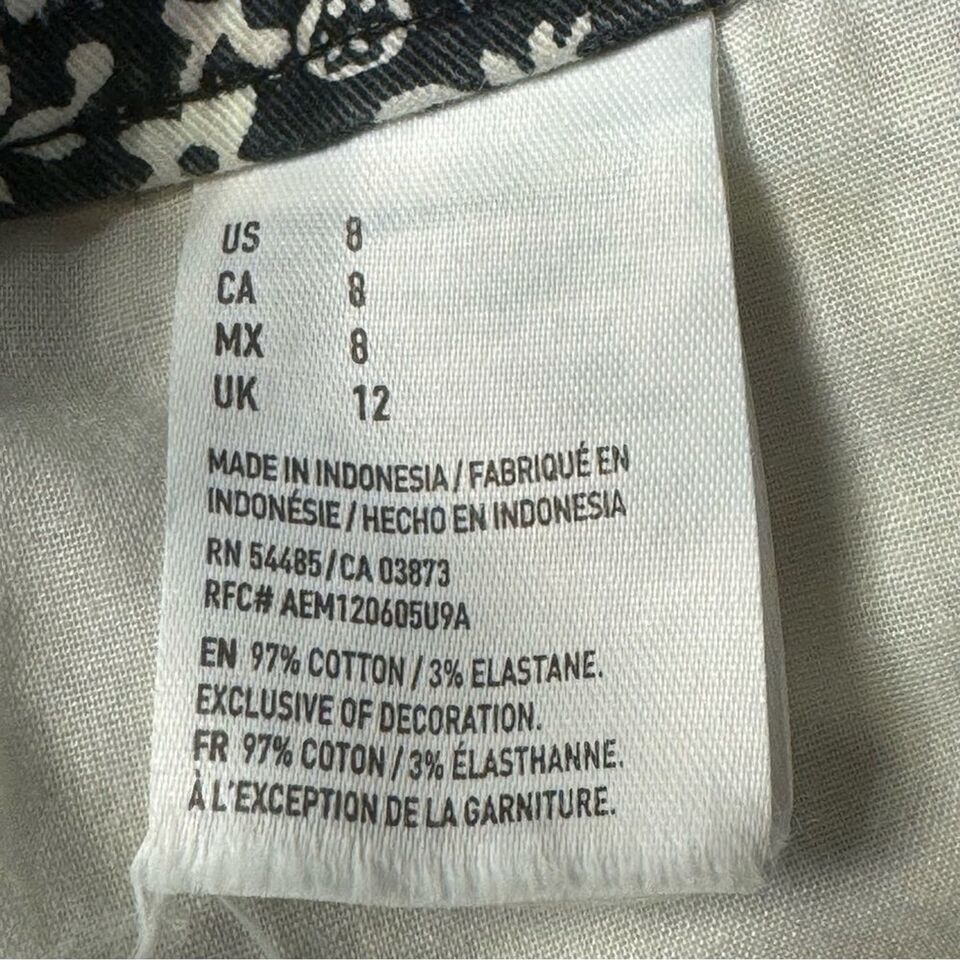 US 8
CA 8
MX 8
UK 12
MADE IN INDONESIA / FABRIQUÉ EN
INDONÉSIE / HECHO EN INDONESIA
RN 54485 / CA 03873
RFC# AEM120605U9A
EN 97% COTTON / 3% ELASTANE.
EXCLUSIVE OF DECORATION.
FR 97% COTON / 3% ÉLASTHANNE.
À L'EXCEPTION DE LA GARNITURE.